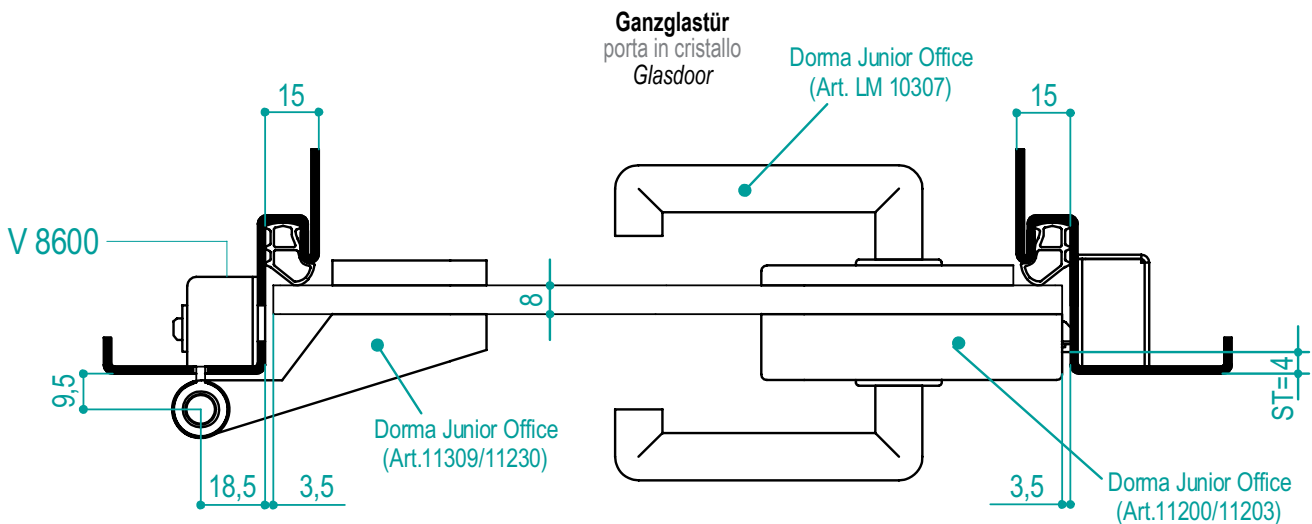 Ganzglastür
porta in cristallo
Glasdoor
Dorma Junior Office
(Art. LM 10307)
15
15
V 8600
8
9,5
ST= 4
Dorma Junior Office
(Art.11309/11230)
18,5
3,5
3,5
Dorma Junior Office
(Art.11200/11203)